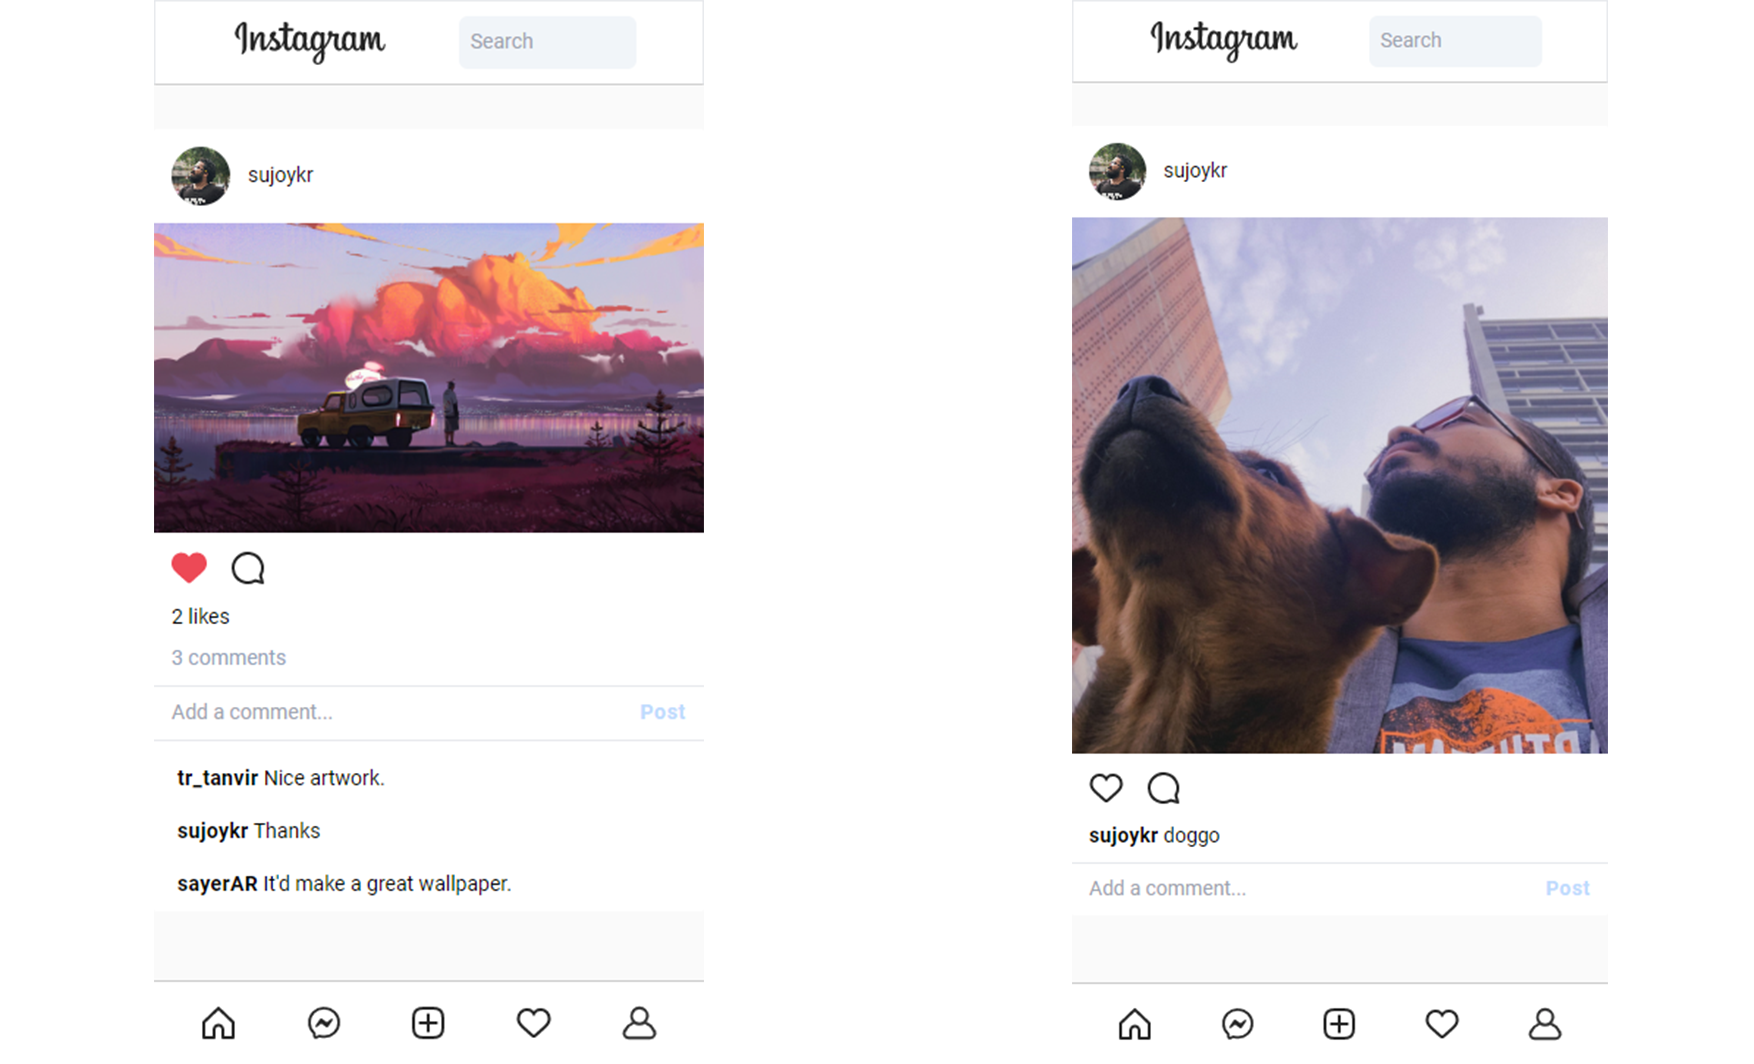 Instagram
Search
sujoykr
2 likes
3 comments
Add a comment...
Post
tr_tanvir Nice artwork.
sujoykr Thanks
sayerAR It'd make a great wallpaper.
Instagram
Search
sujoykr
sujoykr doggo
Add a comment...
Post